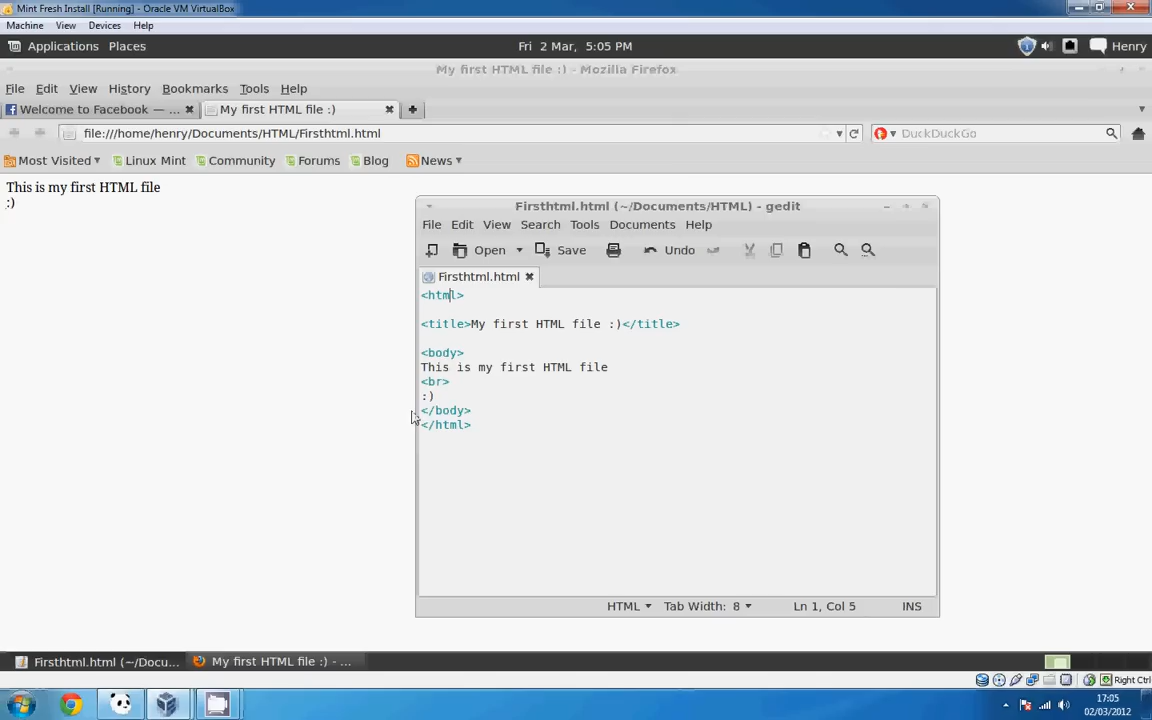 Mint Fresh Install [Running] - Oracle VM VirtualBox
Machine View Devices Help
Applications Places Fri 2 Mar, 5:05 PM Henry
My first HTML file :) - Mozilla Firefox
File Edit View History Bookmarks Tools Help
Welcome to Facebook — ... My first HTML file :)
file:///home/henry/Documents/HTML/Firsthtml.html DuckDuckGo
Most Visited Linux Mint Community Forums Blog News
This is my first HTML file
:)
Firsthtml.html (~/Documents/HTML) - gedit
File Edit View Search Tools Documents Help
Open Save Undo
Firsthtml.html
<html>
<title>My first HTML file :)</title>
<body>
This is my first HTML file
<br>
:)
</body>
</html>
HTML Tab Width: 8 Ln 1, Col 5 INS
Firsthtml.html (~/Docu... My first HTML file :) - ...
Right Ctrl
17:05
02/03/2012